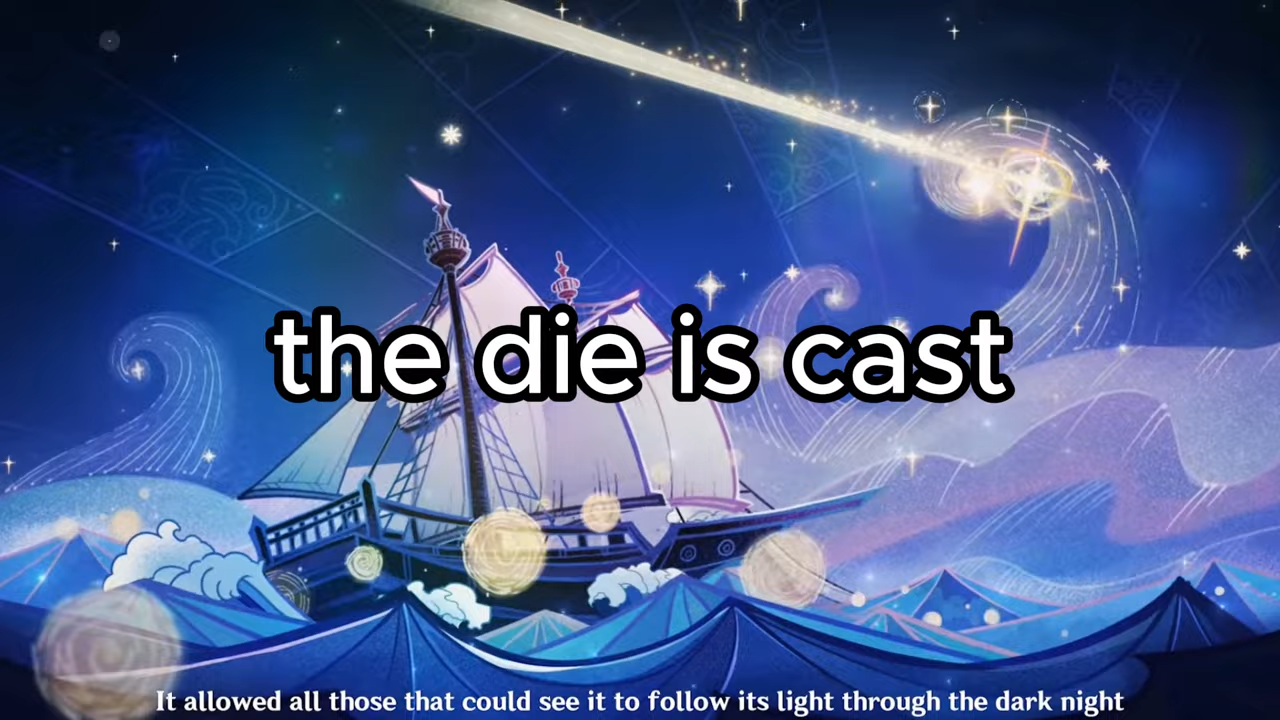 the die is cast
It allowed all those that could see it to follow its light through the dark night